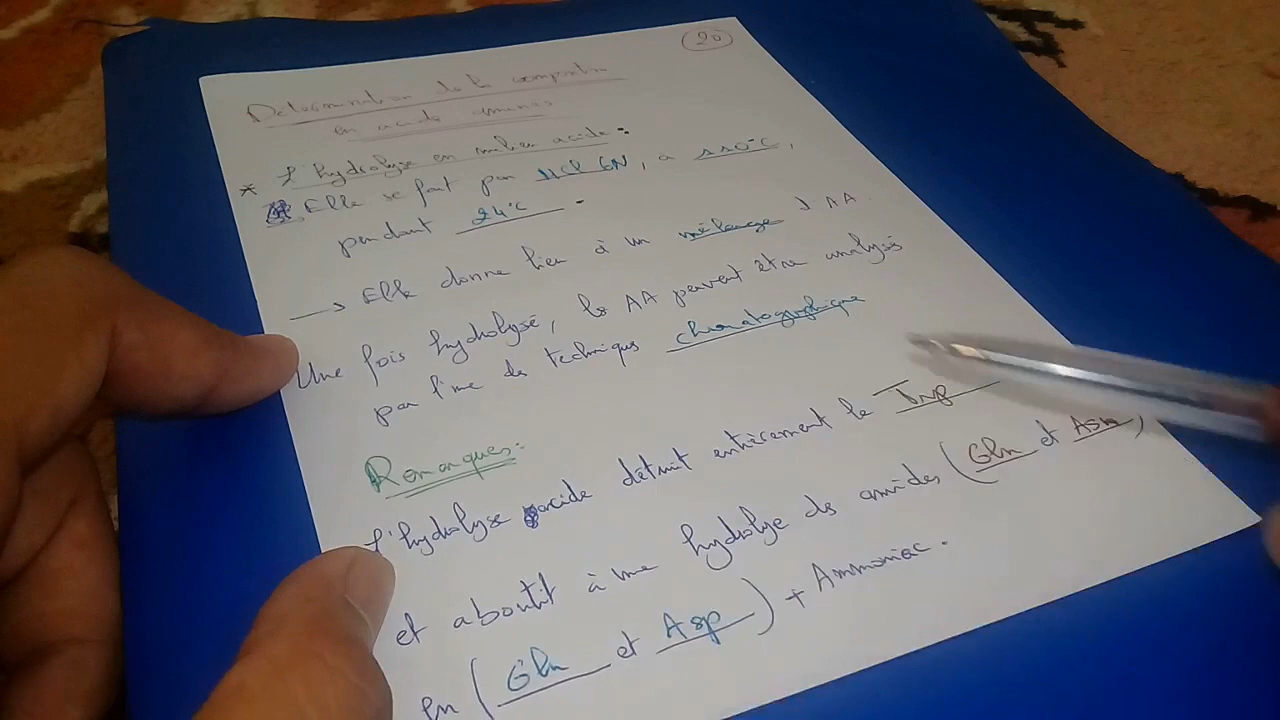 20
Détermination de la composition
en acide aminés
* L'hydrolyse en milieu acide :
Elle se fait par HCl 6N, à 110°C,
pendant 24°C.
→ Elle donne lieu à un mélange d AA.
Une fois hydrolysé, les AA peuvent être analysés
par l'une des techniques chromatographique
Remarques:
L'hydrolyse acide détruit entièrement le Trp
et aboutit à une hydrolyse des amides (Gln et Asn)
en (Glu et Asp) + Ammoniac.